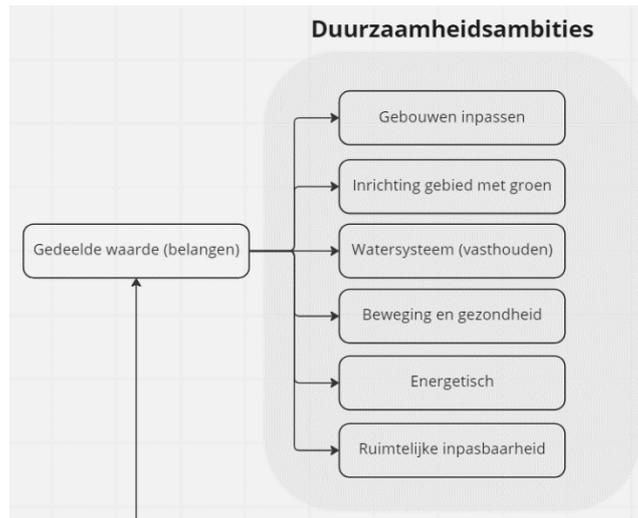 Duurzaamheidsambities
Gebouwen inpassen
Inrichting gebied met groen
Gedeelde waarde (belangen)
Watersysteem (vasthouden)
Beweging en gezondheid
Energetisch
Ruimtelijke inpasbaarheid